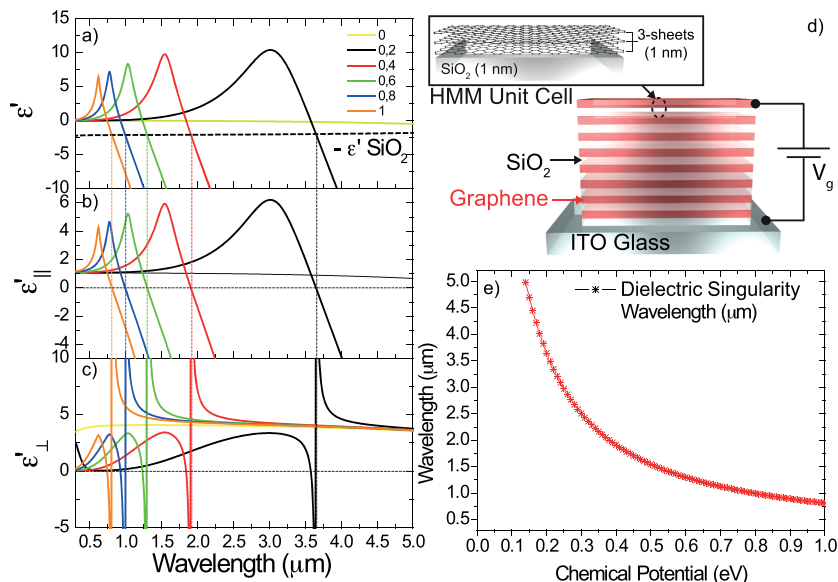 a)
ε'
15
10
5
0
-5
-10
0
0,2
0,4
0,6
0,8
1
- ε' SiO₂
b)
ε'∥
6
4
2
0
-2
-4
c)
ε'⊥
10
5
0
-5
0.5 1.0 1.5 2.0 2.5 3.0 3.5 4.0 4.5 5.0
Wavelength (μm)
d)
3-sheets
(1 nm)
SiO₂ (1 nm)
HMM Unit Cell
SiO₂
Graphene
ITO Glass
V_g
e)
Dielectric Singularity
Wavelength (μm)
Wavelength (μm)
5.0
4.5
4.0
3.5
3.0
2.5
2.0
1.5
1.0
0.5
0.0 0.1 0.2 0.3 0.4 0.5 0.6 0.7 0.8 0.9 1.0
Chemical Potential (eV)